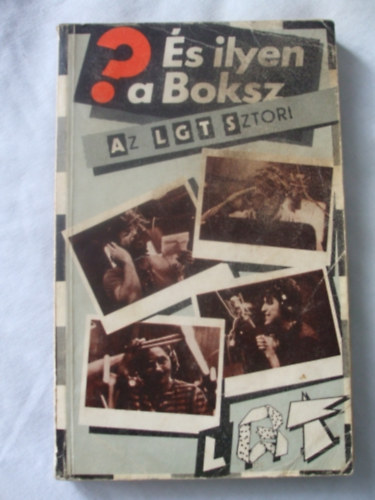 ? És ilyen
a Boksz
Az LGT Sztori
LGT